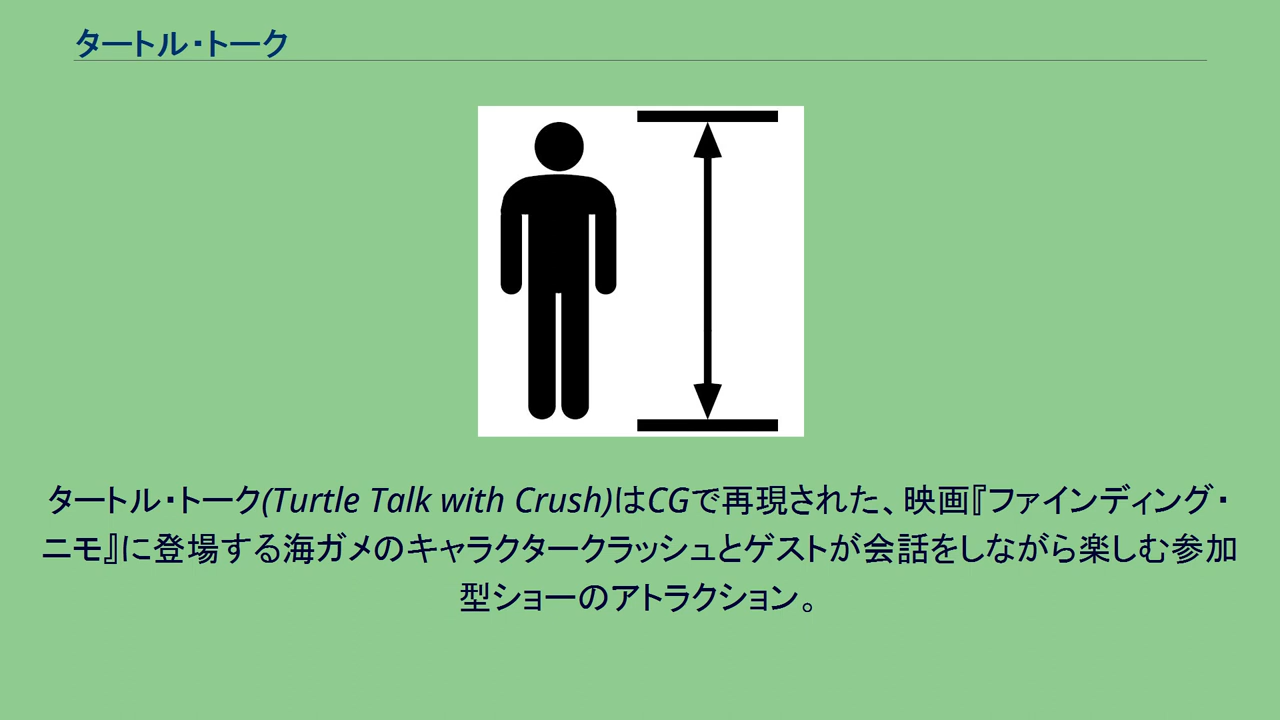 タートル・トーク
タートル・トーク(Turtle Talk with Crush)はCGで再現された、映画『ファインディング・
ニモ』に登場する海ガメのキャラクタークラッシュとゲストが会話をしながら楽しむ参加
型ショーのアトラクション。